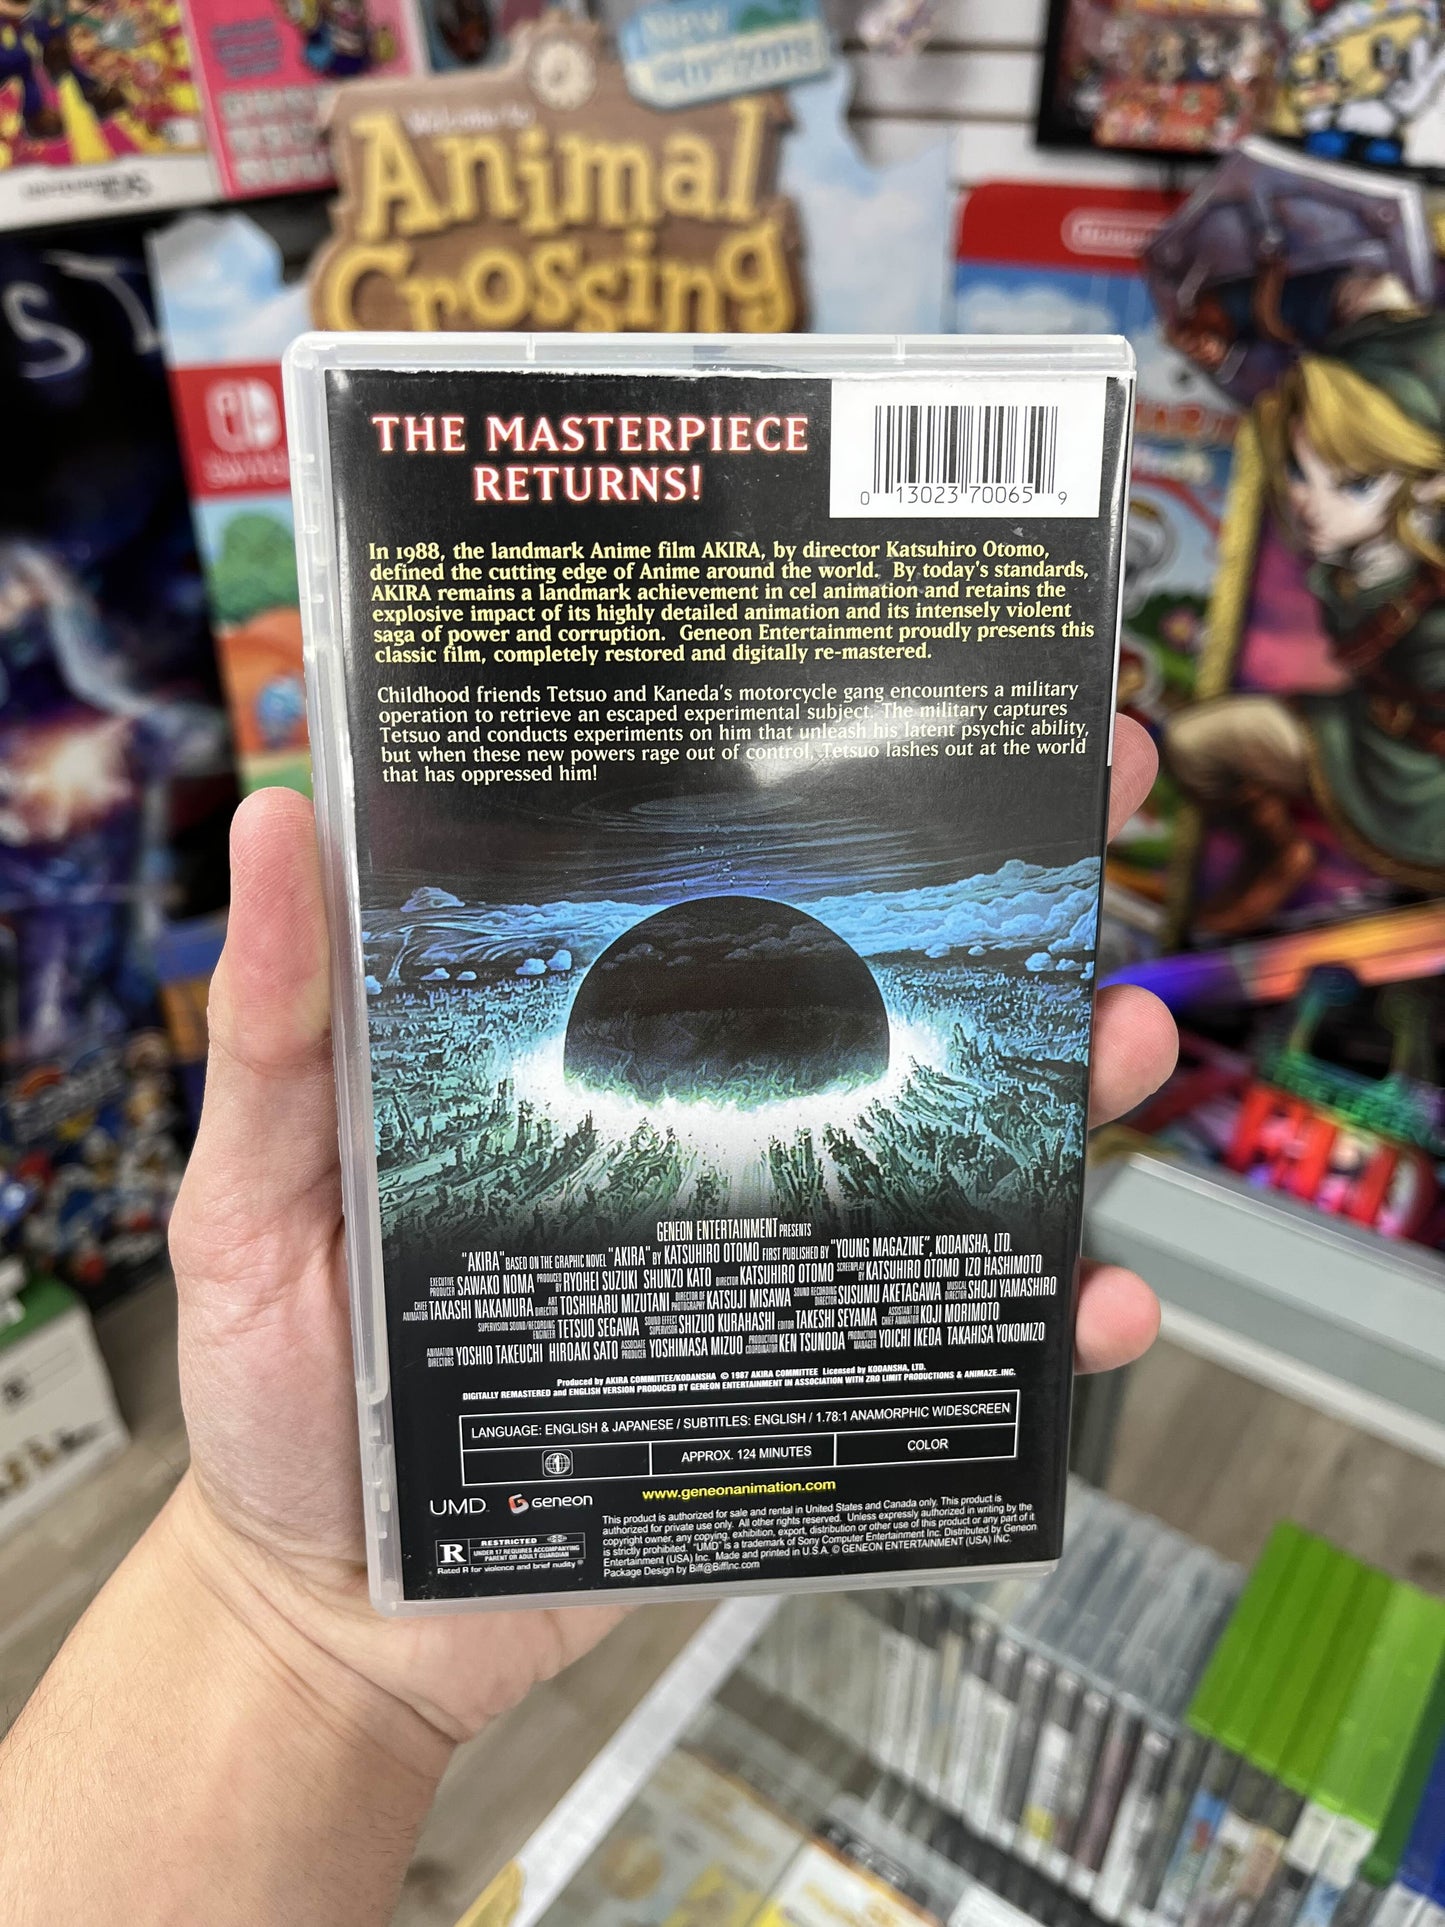 New
Horizons
Welcome to
Animal
Crossing
THE MASTERPIECE
RETURNS!
0 13023 70065 9
In 1988, the landmark Anime film AKIRA, by director Katsuhiro Otomo,
defined the cutting edge of Anime around the world. By today's standards,
AKIRA remains a landmark achievement in cel animation and retains the
explosive impact of its highly detailed animation and its intensely violent
saga of power and corruption. Geneon Entertainment proudly presents this
classic film, completely restored and digitally re-mastered.
Childhood friends Tetsuo and Kaneda's motorcycle gang encounters a military
operation to retrieve an escaped experimental subject. The military captures
Tetsuo and conducts experiments on him that unleash his latent psychic ability,
but when these new powers rage out of control, Tetsuo lashes out at the world
that has oppressed him!
GENEON ENTERTAINMENT PRESENTS
"AKIRA" BASED ON THE GRAPHIC NOVEL "AKIRA" BY KATSUHIRO OTOMO FIRST PUBLISHED BY "YOUNG MAGAZINE", KODANSHA, LTD.
EXECUTIVE PRODUCER SAWAKO NOMA PRODUCED BY RYOHEI SUZUKI SHUNZO KATO DIRECTOR KATSUHIRO OTOMO SCREENPLAY BY KATSUHIRO OTOMO IZO HASHIMOTO
CHIEF ANIMATOR TAKASHI NAKAMURA ART DIRECTOR TOSHIHARU MIZUTANI DIRECTOR OF PHOTOGRAPHY KATSUJI MISAWA SOUND RECORDING DIRECTOR SUSUMU AKETAGAWA MUSICAL DIRECTOR SHOJI YAMASHIRO
SUPERVISION SOUND/RECORDING ENGINEER TETSUO SEGAWA SOUND EFFECT SUPERVISOR SHIZUO KURAHASHI EDITOR TAKESHI SEYAMA ASSISTANT TO CHIEF ANIMATOR KOJI MORIMOTO
ANIMATION DIRECTORS YOSHIO TAKEUCHI HIROAKI SATO ASSOCIATE PRODUCER YOSHIMASA MIZUO PRODUCTION COORDINATOR KEN TSUNODA PRODUCTION MANAGER YOICHI IKEDA TAKAHISA YOKOMIZO
Produced by AKIRA COMMITTEE/KODANSHA © 1987 AKIRA COMMITTEE Licensed by KODANSHA, LTD.
DIGITALLY REMASTERED and ENGLISH VERSION PRODUCED BY GENEON ENTERTAINMENT IN ASSOCIATION WITH ZRO LIMIT PRODUCTIONS & ANIMAZE..INC.
LANGUAGE: ENGLISH & JAPANESE / SUBTITLES: ENGLISH / 1.78:1 ANAMORPHIC WIDESCREEN
1 APPROX. 124 MINUTES COLOR
UMD GENEON www.geneonanimation.com
This product is authorized for sale and rental in United States and Canada only. This product is
authorized for private use only. All other rights reserved. Unless expressly authorized in writing by the
copyright owner, any copying, exhibition, export, distribution or other use of this product or any part of it
is strictly prohibited. "UMD" is a trademark of Sony Computer Entertainment Inc. Distributed by Geneon
Entertainment (USA) Inc. Made and printed in U.S.A. © GENEON ENTERTAINMENT (USA) INC.
Package Design by Biff@BiffInc.com
R RESTRICTED
UNDER 17 REQUIRES ACCOMPANYING
PARENT OR ADULT GUARDIAN
Rated R for violence and brief nudity
SWITCH